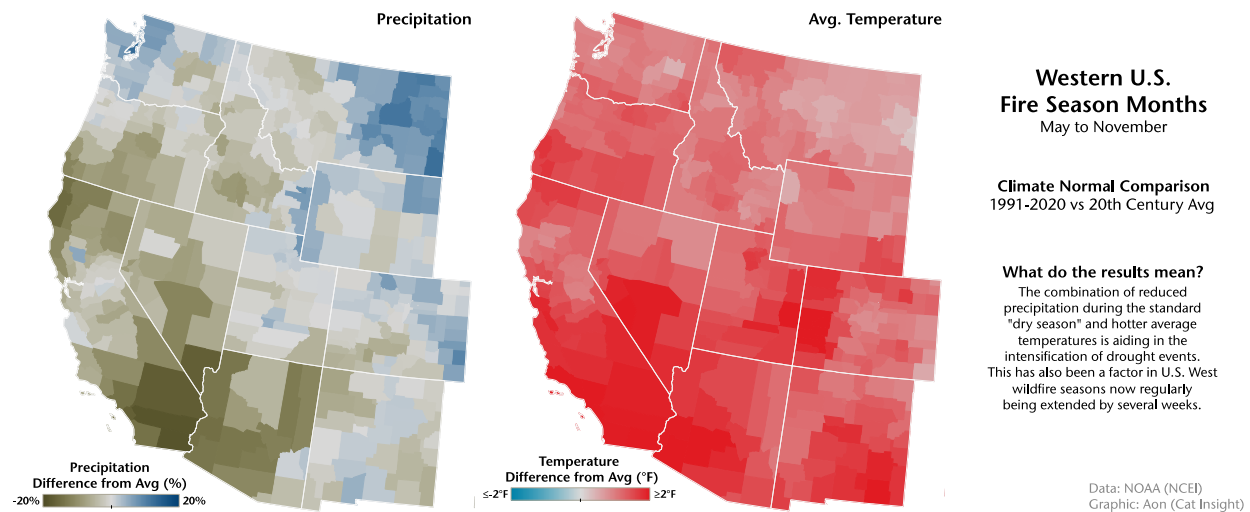 Precipitation
Avg. Temperature
Western U.S.
Fire Season Months
May to November
Climate Normal Comparison
1991-2020 vs 20th Century Avg
What do the results mean?
The combination of reduced
precipitation during the standard
"dry season" and hotter average
temperatures is aiding in the
intensification of drought events.
This has also been a factor in U.S. West
wildfire seasons now regularly
being extended by several weeks.
Precipitation
Difference from Avg (%)
-20%
20%
Temperature
Difference from Avg (°F)
≤-2°F
≥2°F
Data: NOAA (NCEI)
Graphic: Aon (Cat Insight)